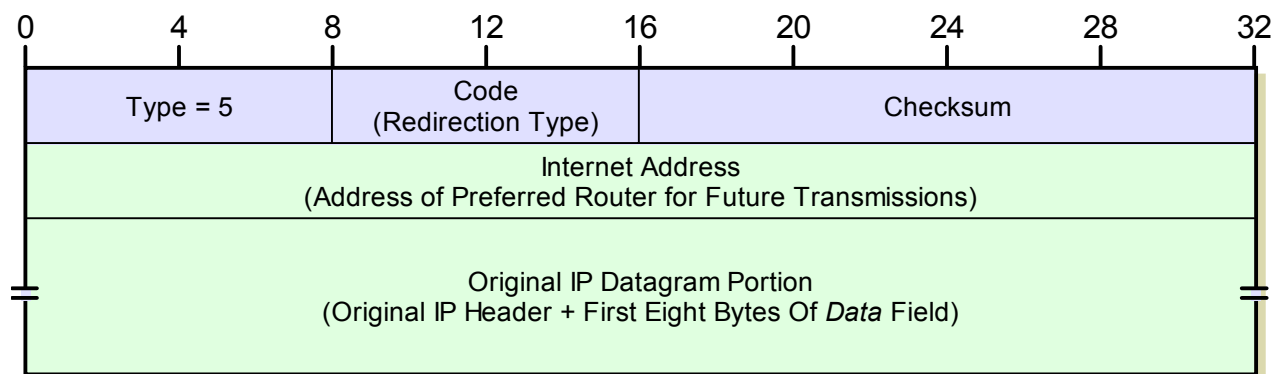 0 4 8 12 16 20 24 28 32
Type = 5
Code
(Redirection Type)
Checksum
Internet Address
(Address of Preferred Router for Future Transmissions)
Original IP Datagram Portion
(Original IP Header + First Eight Bytes Of Data Field)